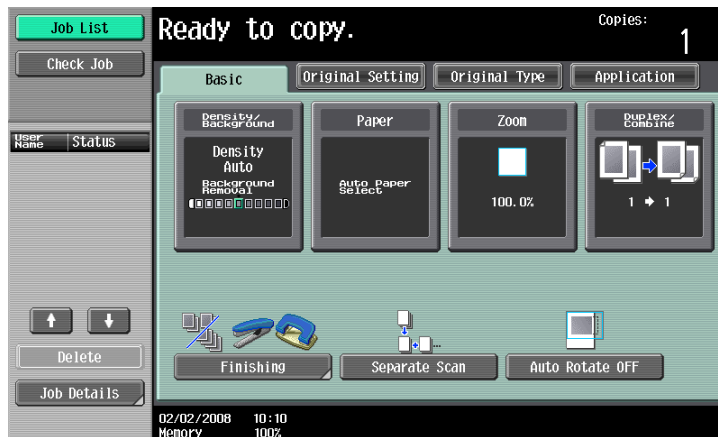 Job List
Check Job
User Name
Status
Delete
Job Details
Ready to copy.
Copies:
1
Basic
Original Setting
Original Type
Application
Density/
Background
Density
Auto
Background
Removal
Paper
Auto Paper
Select
Zoom
100.0%
Duplex/
Combine
1 → 1
Finishing
Separate Scan
Auto Rotate OFF
02/02/2008 10:10
Memory 100%